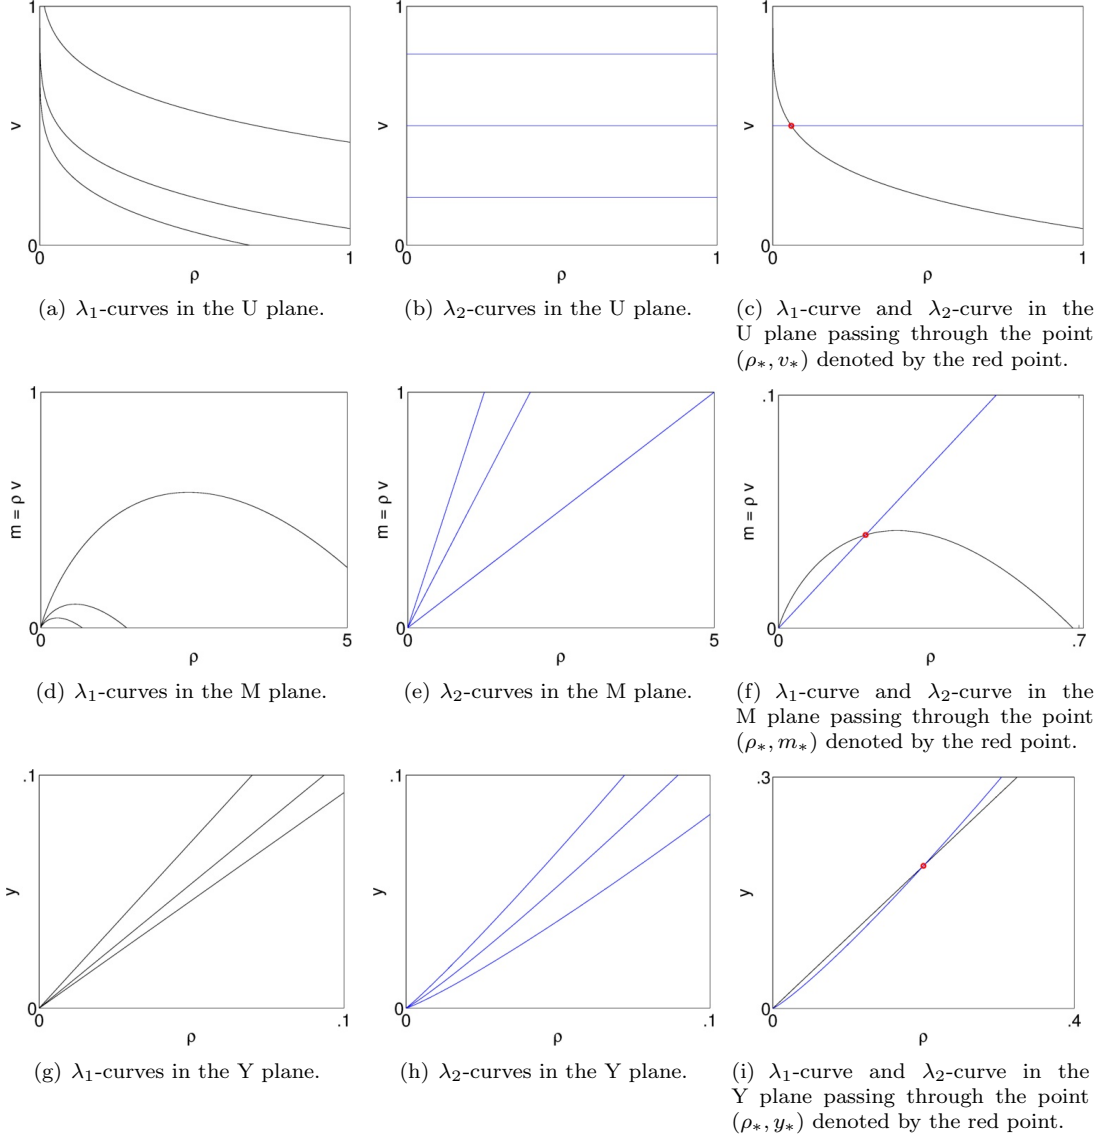 1
v
0
0
1
ρ
(a) λ₁-curves in the U plane.
1
v
0
0
1
ρ
(b) λ₂-curves in the U plane.
1
v
0
0
1
ρ
(c) λ₁-curve and λ₂-curve in the
U plane passing through the point
(ρ∗, v∗) denoted by the red point.
1
m = ρ v
0
0
5
ρ
(d) λ₁-curves in the M plane.
1
m = ρ v
0
0
5
ρ
(e) λ₂-curves in the M plane.
.1
m = ρ v
0
0
.7
ρ
(f) λ₁-curve and λ₂-curve in the
M plane passing through the point
(ρ∗, m∗) denoted by the red point.
.1
y
0
0
.1
ρ
(g) λ₁-curves in the Y plane.
.1
y
0
0
.1
ρ
(h) λ₂-curves in the Y plane.
.3
y
0
0
.4
ρ
(i) λ₁-curve and λ₂-curve in the
Y plane passing through the point
(ρ∗, y∗) denoted by the red point.